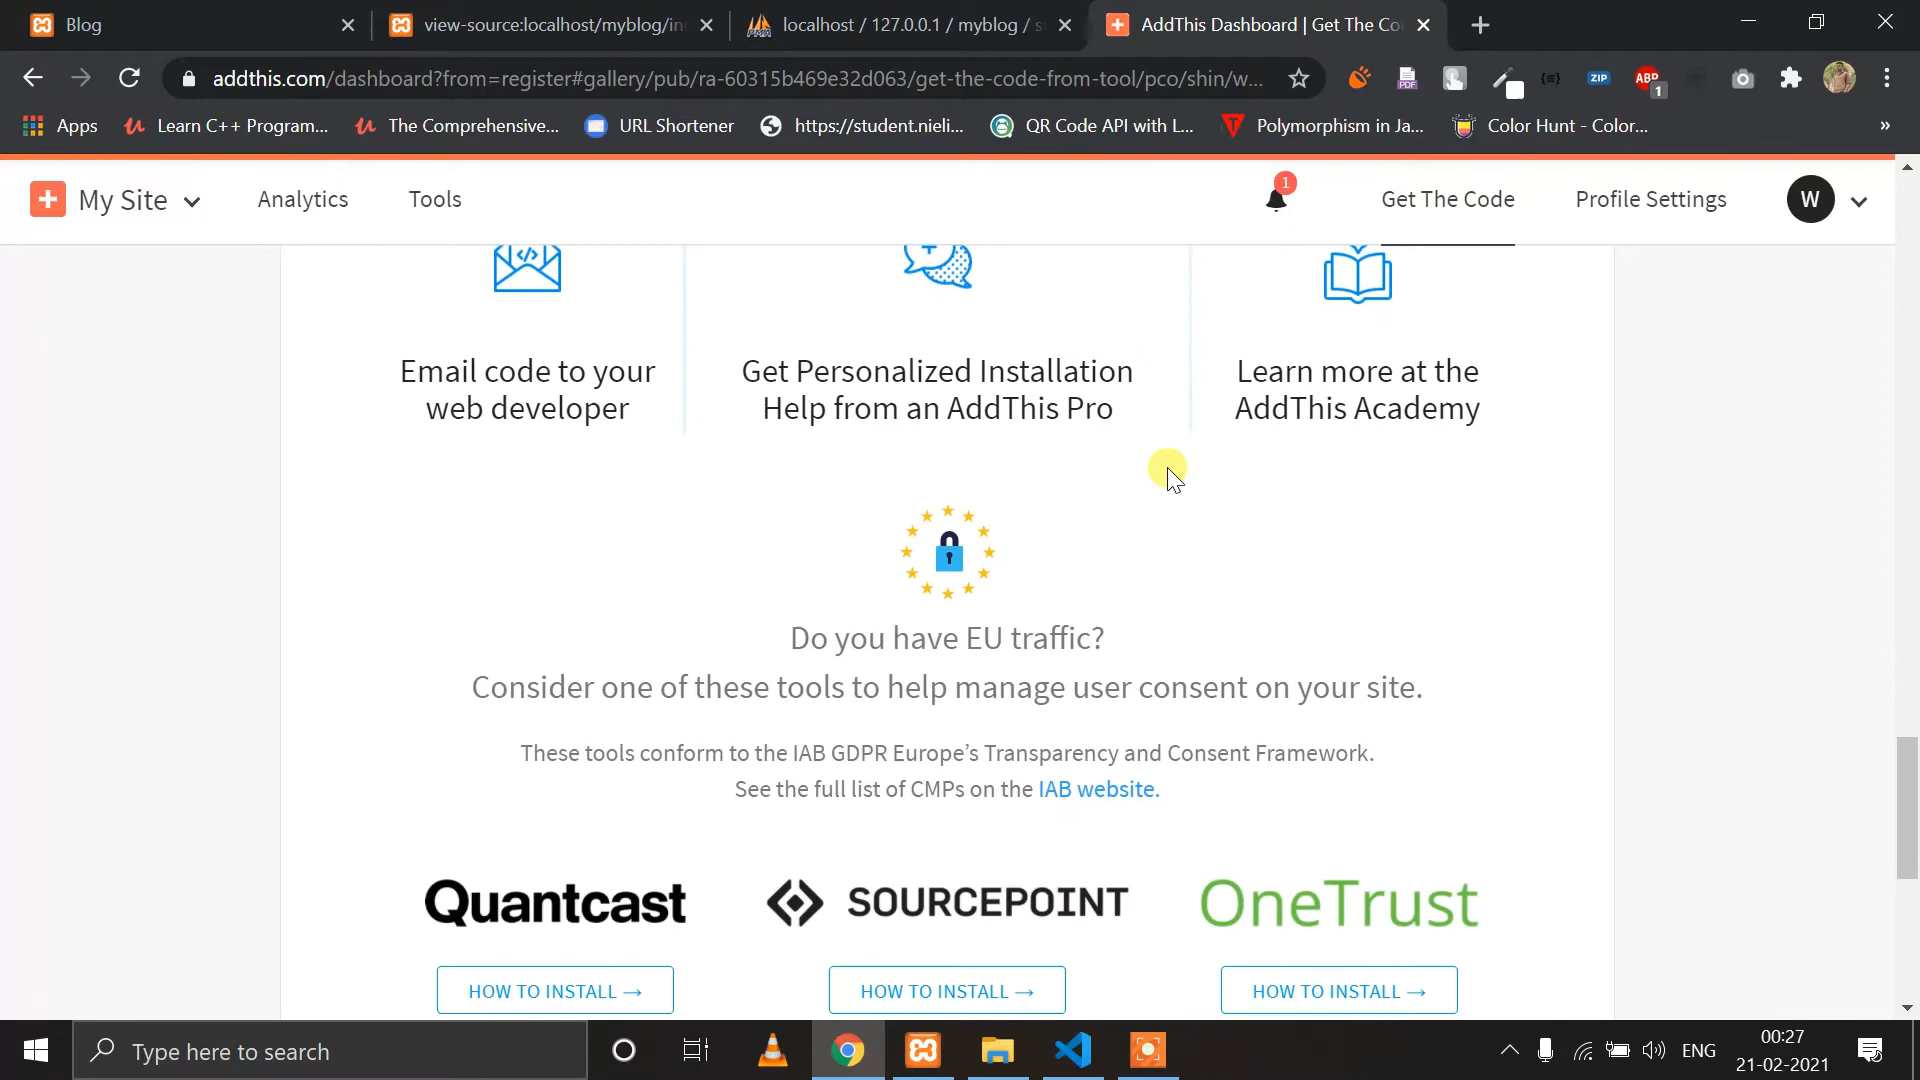 Blog
view-source:localhost/myblog/in
localhost / 127.0.0.1 / myblog / s
AddThis Dashboard | Get The Co
addthis.com/dashboard?from=register#gallery/pub/ra-60315b469e32d063/get-the-code-from-tool/pco/shin/w...
PDF
ZIP
ABP
1
Apps
Learn C++ Program...
The Comprehensive...
URL Shortener
https://student.nieli...
QR Code API with L...
Polymorphism in Ja...
Color Hunt - Color...
»
My Site
Analytics
Tools
1
Get The Code
Profile Settings
W
Email code to your
web developer
Get Personalized Installation
Help from an AddThis Pro
Learn more at the
AddThis Academy
Do you have EU traffic?
Consider one of these tools to help manage user consent on your site.
These tools conform to the IAB GDPR Europe’s Transparency and Consent Framework.
See the full list of CMPs on the IAB website.
Quantcast
SOURCEPOINT
OneTrust
HOW TO INSTALL →
HOW TO INSTALL →
HOW TO INSTALL →
Type here to search
ENG
00:27
21-02-2021